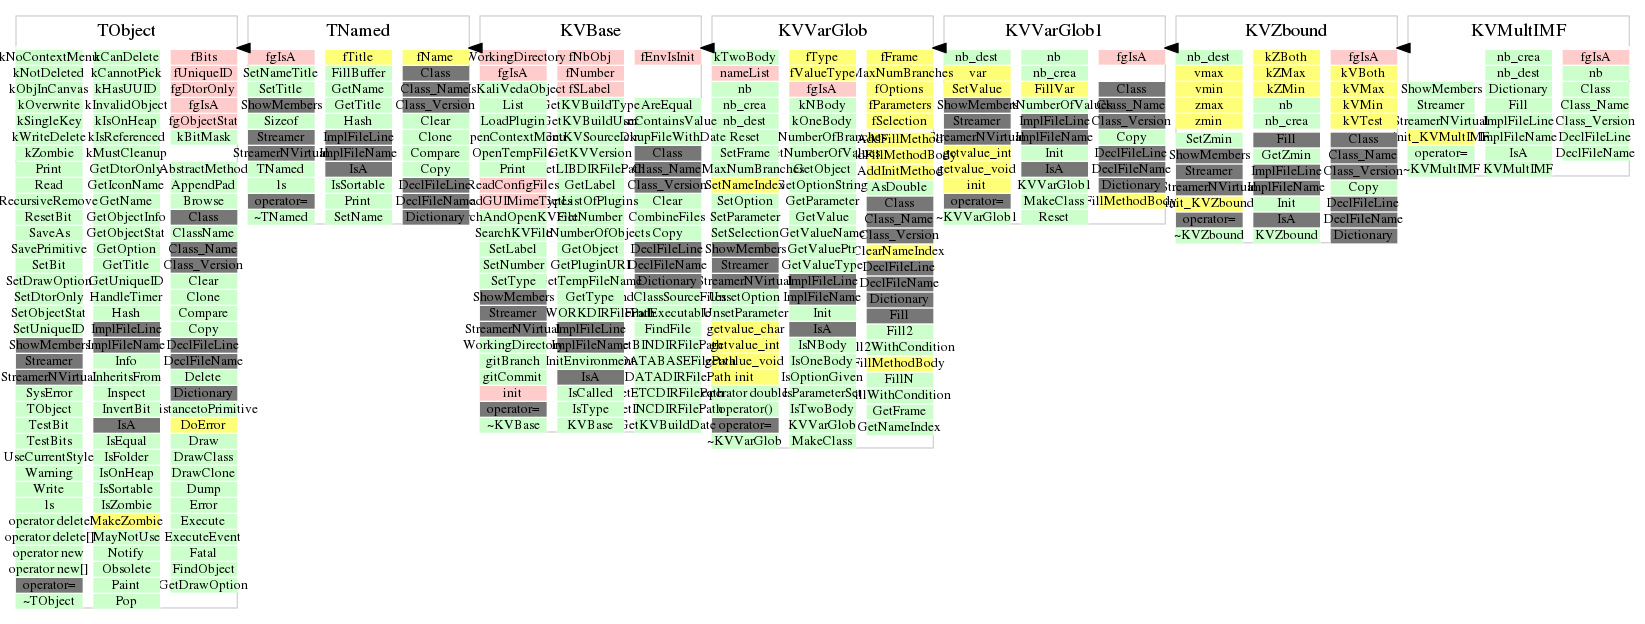 TObject
kNoContextMenu kCanDelete fBits
kNotDeleted kCannotPick fUniqueID
kObjInCanvas kHasUUID fgDtorOnly
kOverwrite kInvalidObject fgIsA
kSingleKey kIsOnHeap fgObjectStat
kWriteDelete kIsReferenced kBitMask
kZombie kMustCleanup
Print GetDtorOnly AbstractMethod
Read GetIconName AppendPad
RecursiveRemove GetName Browse
ResetBit GetObjectInfo Class
SaveAs GetObjectStat ClassName
SavePrimitive GetOption Class_Name
SetBit GetTitle Class_Version
SetDrawOption GetUniqueID Clear
SetDtorOnly HandleTimer Clone
SetObjectStat Hash Compare
SetUniqueID ImplFileLine Copy
ShowMembers ImplFileName DeclFileLine
Streamer Info DeclFileName
StreamerNVirtual InheritsFrom Delete
SysError Inspect Dictionary
TObject InvertBit istancetoPrimitive
TestBit IsA DoError
TestBits IsEqual Draw
UseCurrentStyle IsFolder DrawClass
Warning IsOnHeap DrawClone
Write IsSortable Dump
ls IsZombie Error
operator delete MakeZombie Execute
operator delete[] MayNotUse ExecuteEvent
operator new Notify Fatal
operator new[] Obsolete FindObject
operator= Paint GetDrawOption
~TObject Pop
TNamed
fgIsA fTitle fName
SetNameTitle FillBuffer Class
SetTitle GetName Class_Name
ShowMembers GetTitle Class_Version
Sizeof Hash Clear
Streamer ImplFileLine Clone
StreamerNVirtual ImplFileName Compare
TNamed IsA Copy
ls IsSortable DeclFileLine
operator= Print DeclFileName
~TNamed SetName Dictionary
KVBase
WorkingDirectory fNbObj fEnvIsInit
fgIsA fNumber
IsKaliVedaObject fSLabel
List GetKVBuildType AreEqual
LoadPlugin GetKVBuildUser
OpenContextMenu GetKVSourceDir BackupFileWithDate
OpenTempFile GetKVVersion Class
Print GetLIBDIRFilePath Class_Name
ReadConfigFiles GetLabel Class_Version
GetListOfPlugins Clear
GetNumber CombineFiles
SearchKVFile GetNumberOfObjects Copy
SetLabel GetObject DeclFileLine
SetNumber GetPluginURI DeclFileName
SetType GetTempFileName Dictionary
ShowMembers GetType FindClassSourceFiles
Streamer GetWORKDIRFilePath FindExecutable
StreamerNVirtual ImplFileLine FindFile
WorkingDirectory ImplFileName GetBINDIRFilePath
gitBranch InitEnvironment GetDATABASEFilePath
gitCommit IsA GetDATADIRFilePath
init IsCalled GetETCDIRFilePath
operator= IsType GetINCDIRFilePath
~KVBase KVBase GetKVBuildDate
KVVarGlob
kTwoBody fType fFrame
nameList fValueType MaxNumBranches
nb fgIsA fOptions
nb_crea kNBody fParameters
nb_dest kOneBody fSelection
Reset AddFillMethod
SetFrame AddFillMethodBody
SetMaxNumBranches GetObject AddInitMethod
SetNameIndex GetOptionString AsDouble
SetOption GetParameter Class
SetParameter GetValue Class_Name
SetSelection GetValueName Class_Version
ShowMembers GetValuePtr ClearNameIndex
Streamer GetValueType DeclFileLine
StreamerNVirtual ImplFileLine DeclFileName
UnsetOption ImplFileName Dictionary
UnsetParameter Init Fill
getvalue_char IsA Fill2
getvalue_int IsNBody Fill2WithCondition
getvalue_void IsOneBody FillMethodBody
init IsOptionGiven FillN
operator double IsParameterSet FillWithCondition
operator() IsTwoBody GetFrame
operator= KVVarGlob GetNameIndex
~KVVarGlob MakeClass
KVVarGlob1
nb_dest nb fgIsA
var nb_crea
SetValue FillVar Class
ShowMembers GetNumberOfValues Class_Name
Streamer ImplFileLine Class_Version
StreamerNVirtual ImplFileName Copy
getvalue_int Init DeclFileLine
getvalue_void IsA DeclFileName
init KVVarGlob1 Dictionary
operator= MakeClass FillMethodBody
~KVVarGlob1 Reset
KVZbound
nb_dest kZBoth fgIsA
vmax kZMax kVBoth
vmin kZMin kVMax
zmax nb kVMin
zmin nb_crea kVTest
SetZmin Fill Class
ShowMembers GetZmin Class_Name
Streamer ImplFileLine Class_Version
StreamerNVirtual ImplFileName Copy
init_KVZbound Init DeclFileLine
operator= IsA DeclFileName
~KVZbound KVZbound Dictionary
KVMultIMF
nb_crea fgIsA
nb_dest nb
ShowMembers Dictionary Class
Streamer Fill Class_Name
StreamerNVirtual ImplFileLine Class_Version
init_KVMultIMF ImplFileName DeclFileLine
operator= IsA DeclFileName
~KVMultIMF KVMultIMF